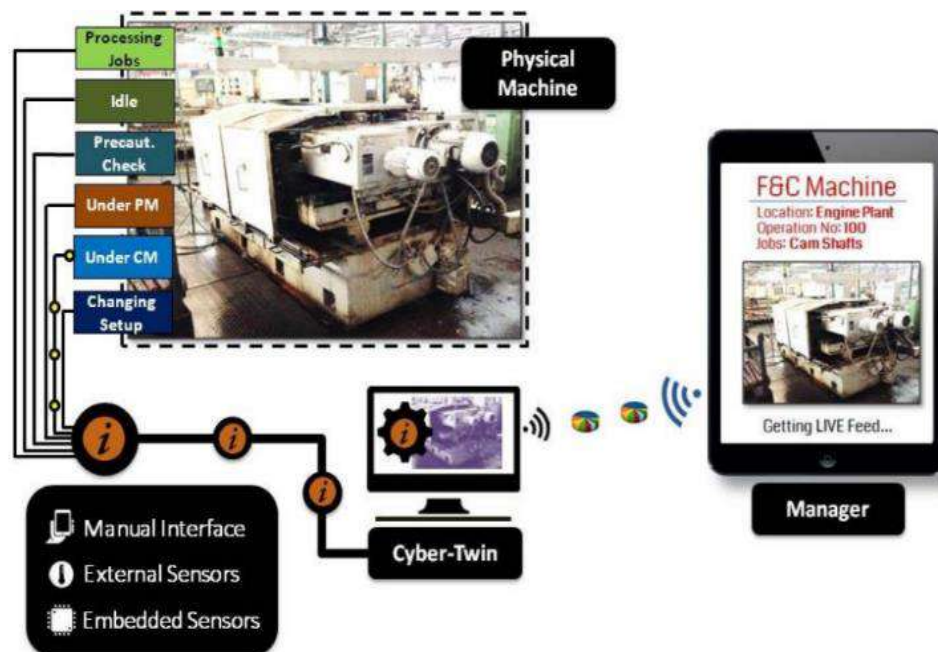 Processing
Jobs
Idle
Precaut.
Check
Under PM
Under CM
Changing
Setup
Physical
Machine
F&C Machine
Location: Engine Plant
Operation No: 100
Jobs: Cam Shafts
Getting LIVE Feed...
Manager
i
i
i
i
Cyber-Twin
Manual Interface
External Sensors
Embedded Sensors